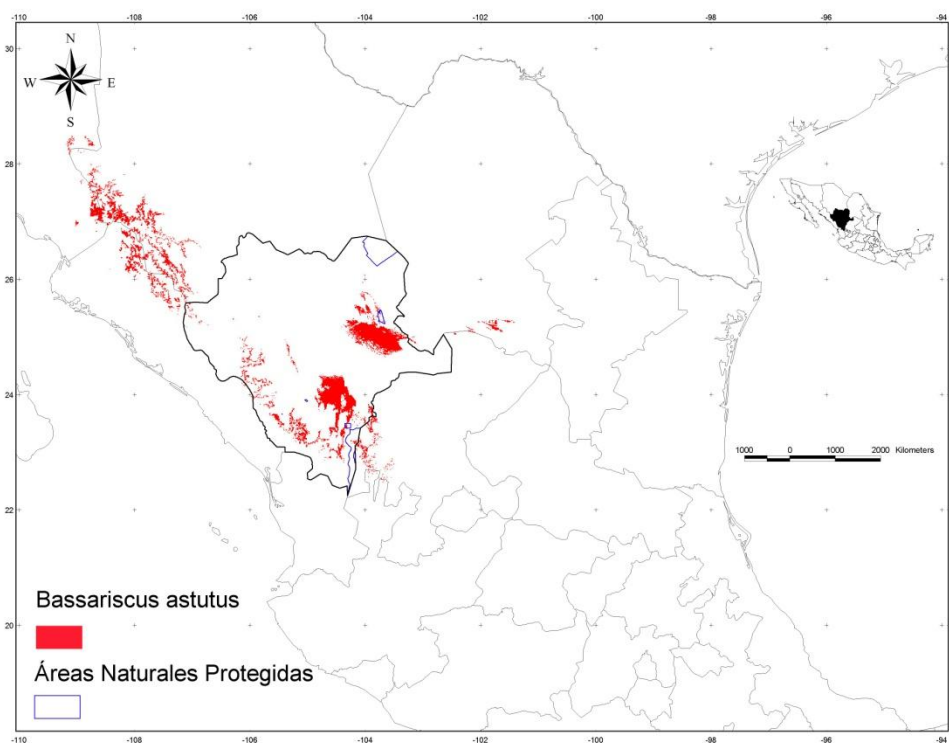 -110 -108 -106 -104 -102 -100 -98 -96 -94
30
N
W E
S
28
26
24
1000 0 1000 2000 Kilometers
22
Bassariscus astutus
20
Áreas Naturales Protegidas
-110 -108 -106 -104 -102 -100 -98 -96 -94